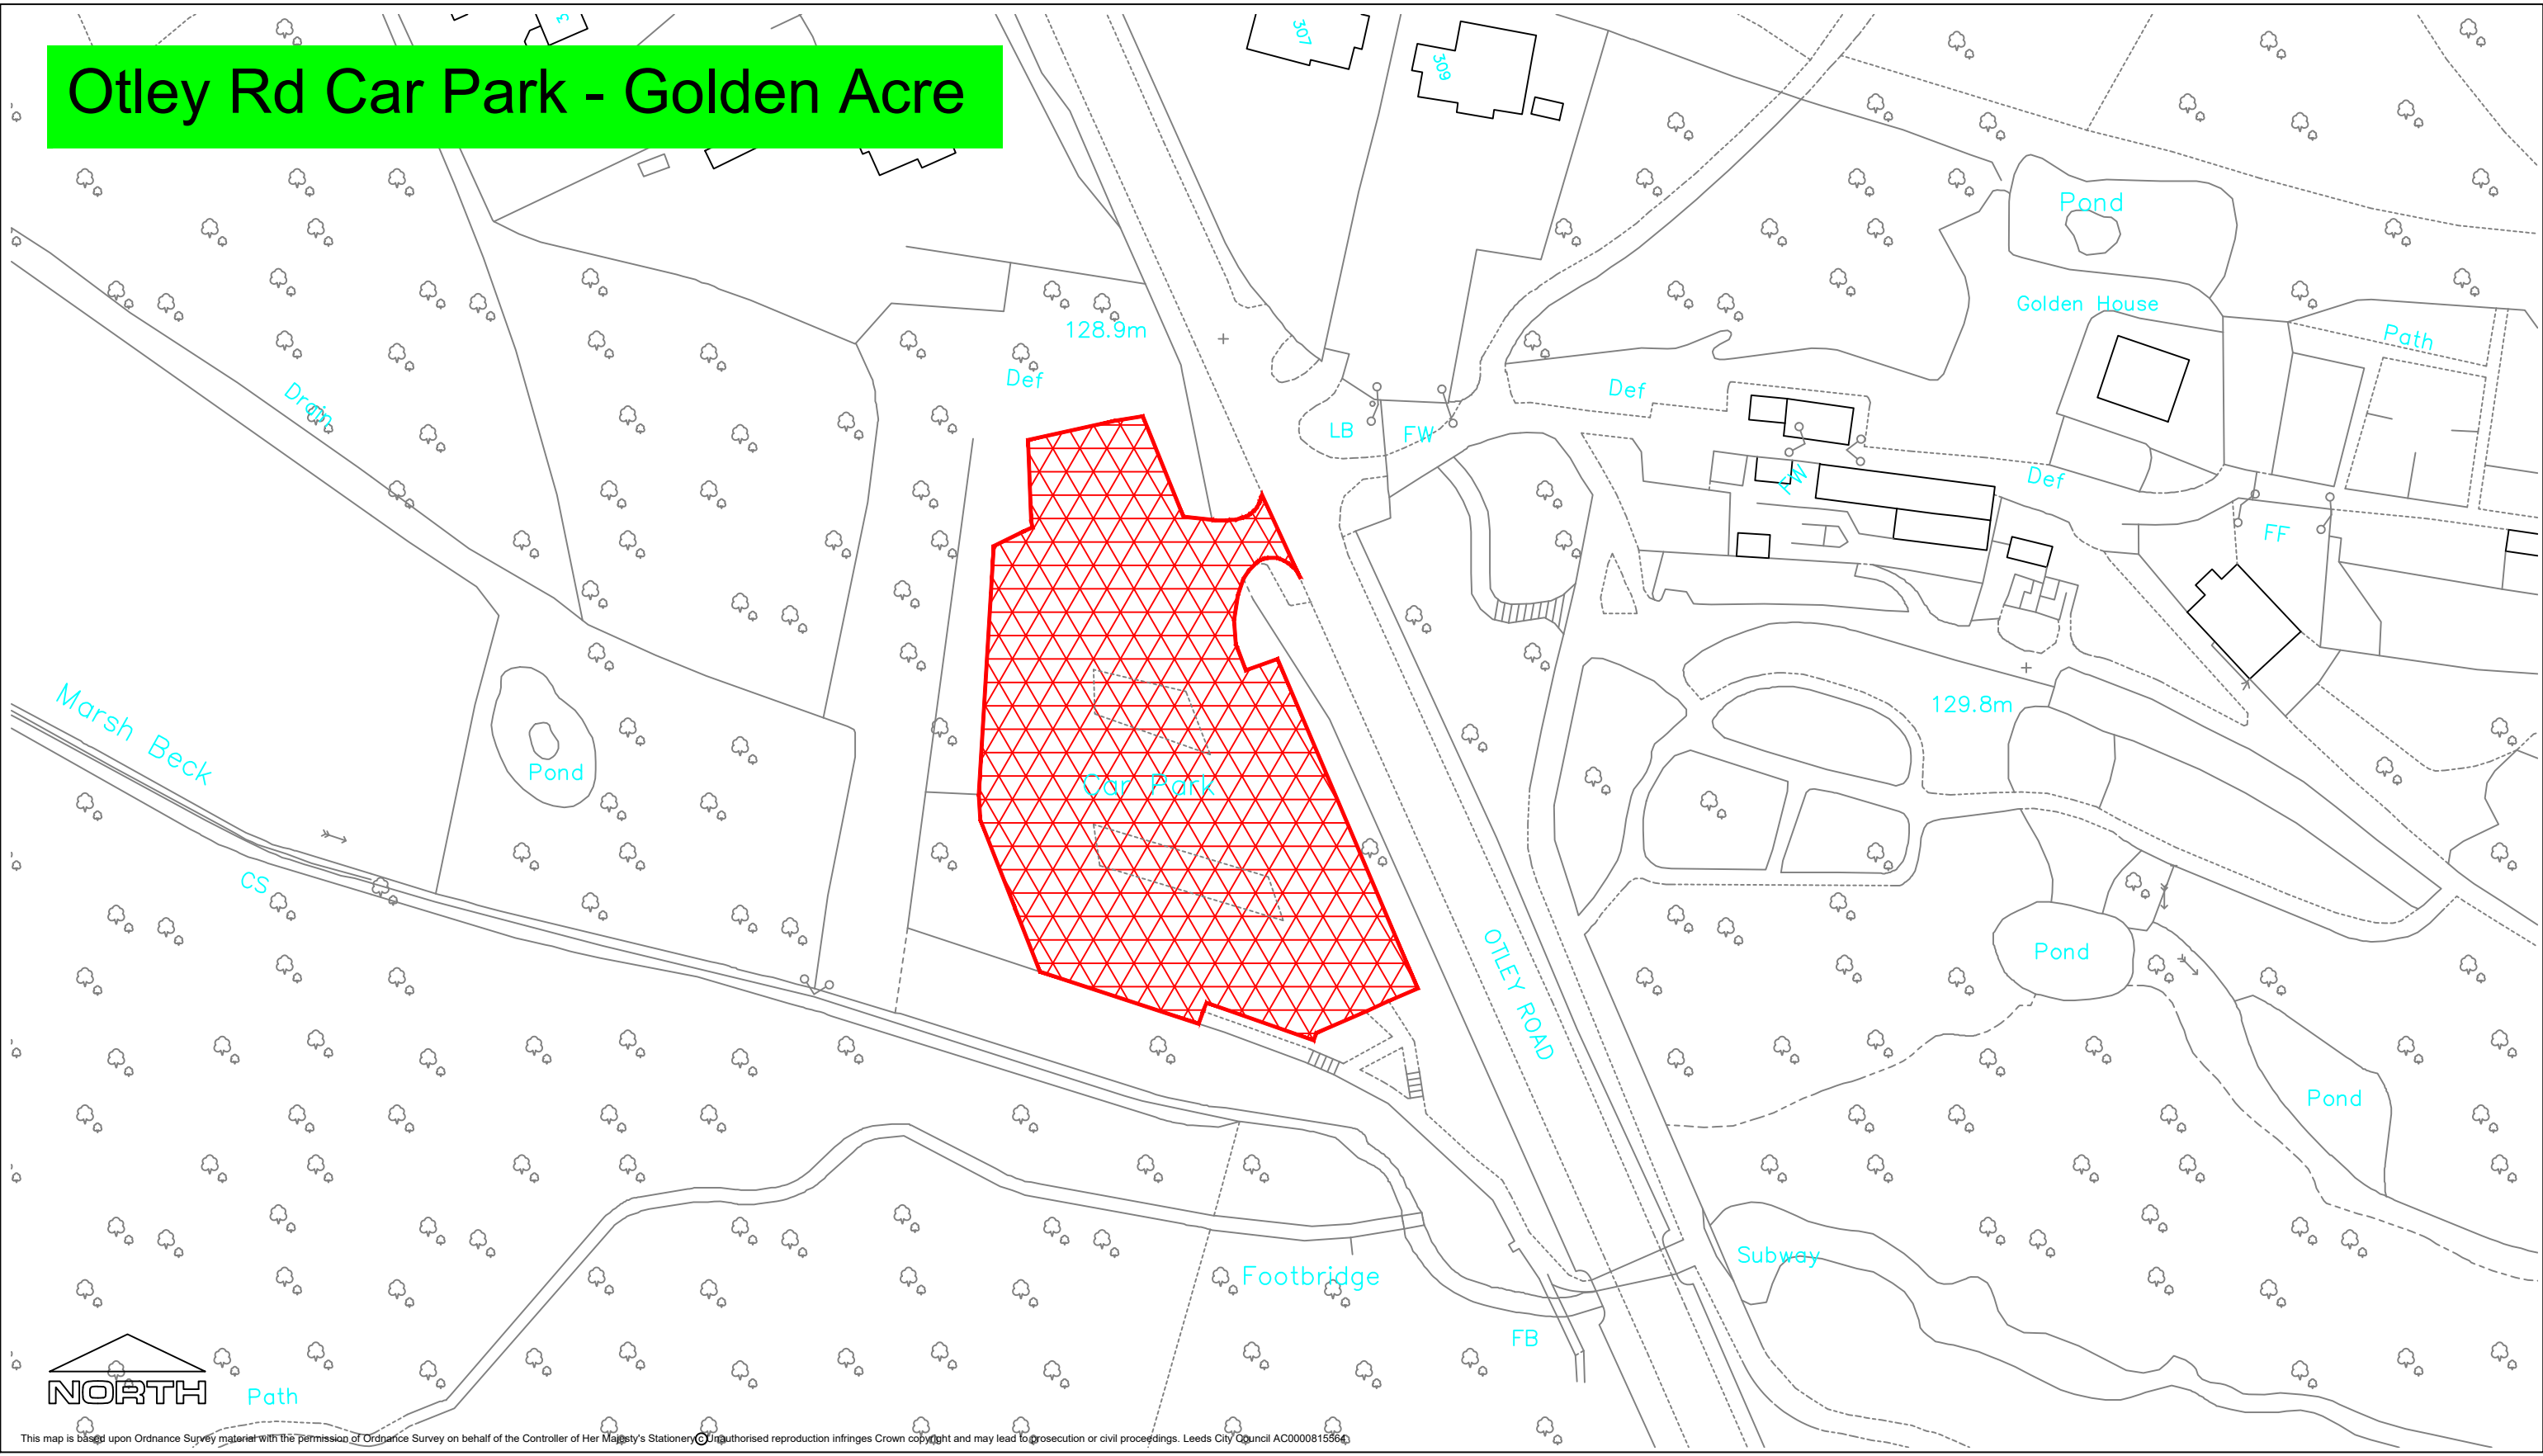 307
309
Otley Rd Car Park - Golden Acre
Pond
Golden House
128.9m
Path
Def
Def
Drain
LB
FW
Def
FW
FF
Marsh Beck
129.8m
Pond
Car Park
CS
OTLEY ROAD
Pond
Pond
Subway
Footbridge
FB
NORTH
Path
This map is based upon Ordnance Survey material with the permission of Ordnance Survey on behalf of the Controller of Her Majesty's Stationery © Unauthorised reproduction infringes Crown copyright and may lead to prosecution or civil proceedings. Leeds City Council AC0000815564